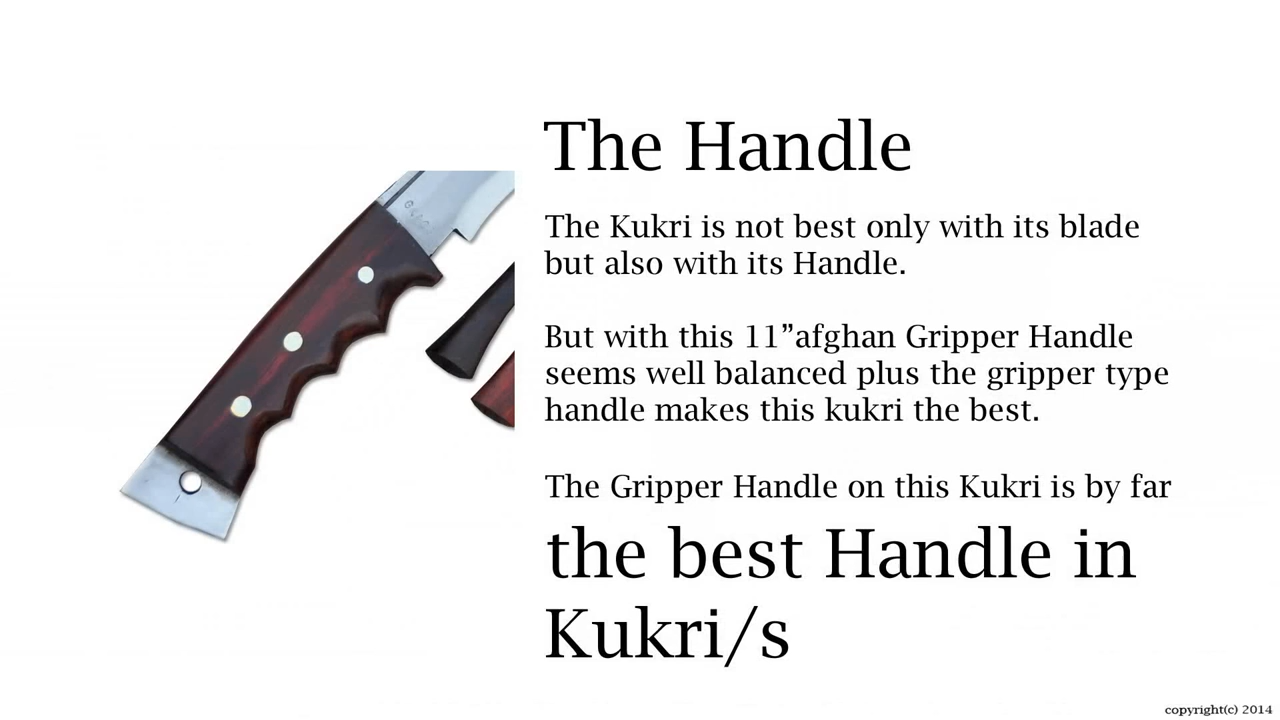 The Handle
The Kukri is not best only with its blade
but also with its Handle.
But with this 11”afghan Gripper Handle
seems well balanced plus the gripper type
handle makes this kukri the best.
The Gripper Handle on this Kukri is by far
the best Handle in
Kukri/s
copyright(c) 2014